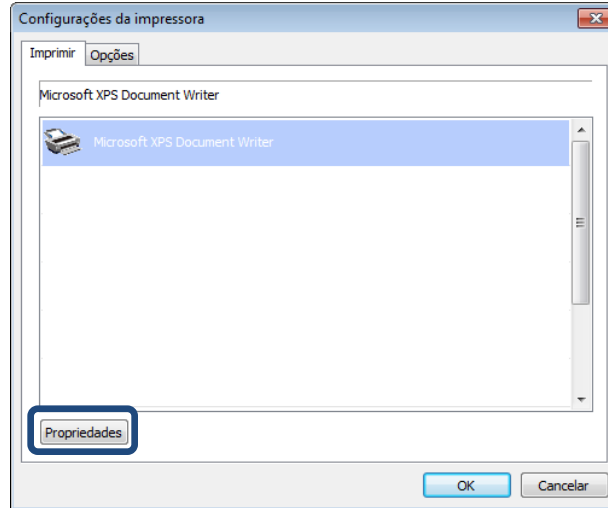 Configurações da impressora
Imprimir Opções
Microsoft XPS Document Writer
Microsoft XPS Document Writer
Propriedades
OK Cancelar